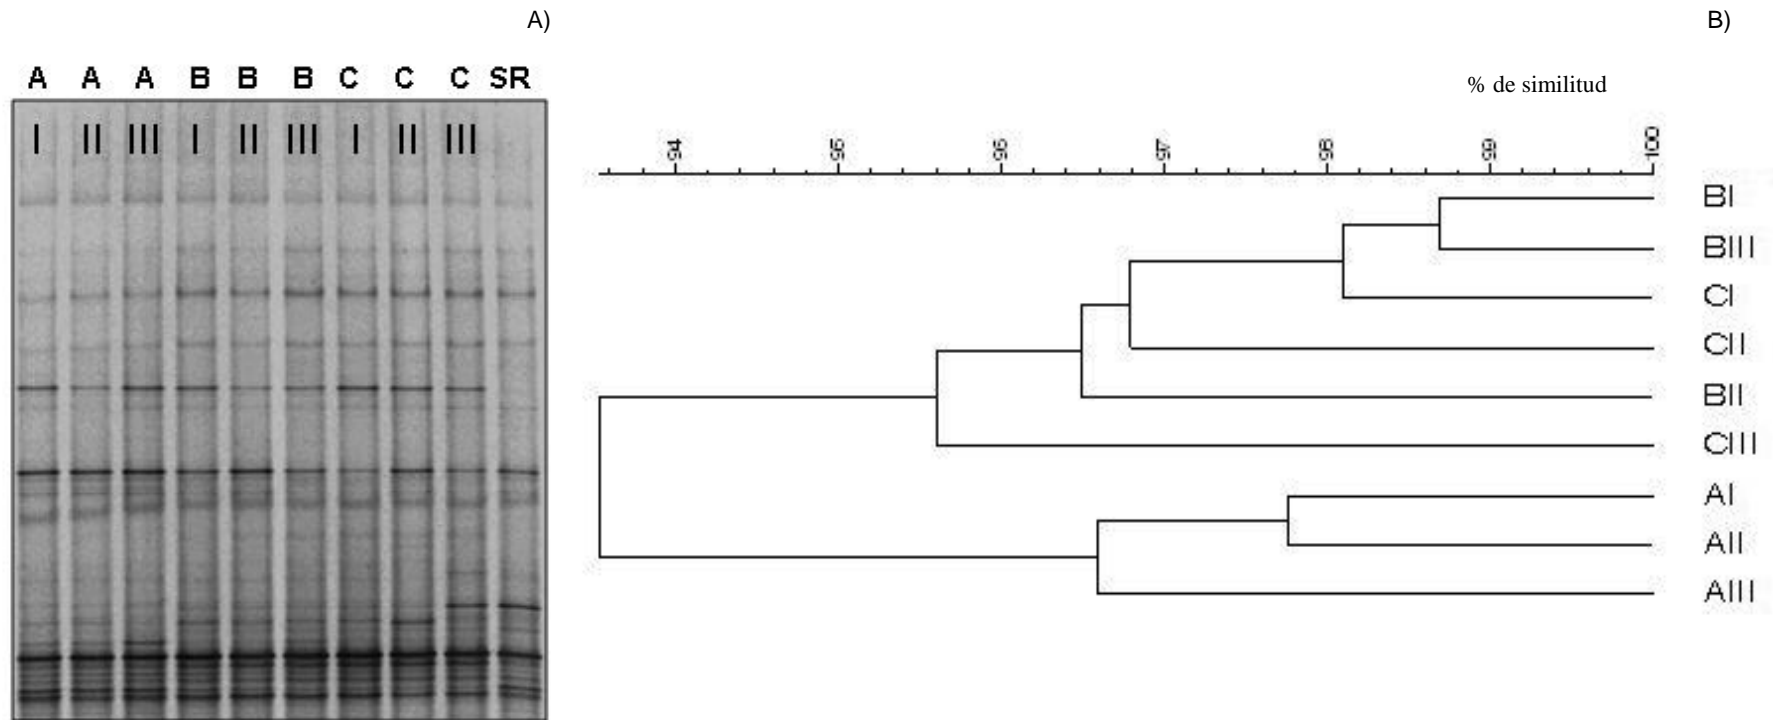 A)
B)
A A A B B B C C C SR
I II III I II III I II III
% de similitud
94 95 96 97 98 99 100
BI
BIII
CI
CII
BII
CIII
AI
AII
AIII